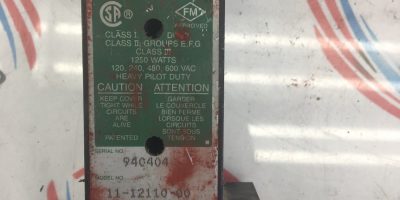 SA
FM
APPROVED
CLASS I
DI
CLASS II, GROUPS E.F.G
CLASS III
1250 WATTS
120, 240, 480, 600 VAC
HEAVY PILOT DUTY
CAUTION ATTENTION
KEEP COVER GARDER
TIGHT WHILE LE COUVERCLE
CIRCUITS BIEN FERME
ARE LORSQUE LES
ALIVE CIRCUITS
PATENTED SONT SOUS
TENSION
SERIAL NO.
940404
MODEL NO.
11-12110-00